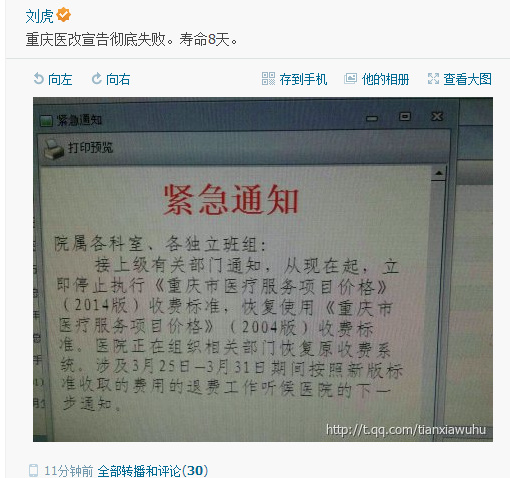 刘虎
重庆医改宣告彻底失败。寿命8天。
向左 向右 存到手机 他的相册 查看大图
紧急通知
打印预览
紧急通知
院属各科室、各独立班组：
接上级有关部门通知，从现在起，立
即停止执行《重庆市医疗服务项目价格》
（2014版）收费标准，恢复使用《重庆市
医疗服务项目价格》（2004版）收费标
准。医院正在组织相关部门恢复原收费系
统。涉及3月25日—3月31日期间按照新版标
准收取的费用的退费工作听侯医院的下一
步通知。
http://t.qq.com/tianxiawuhu
11分钟前 全部转播和评论(30)